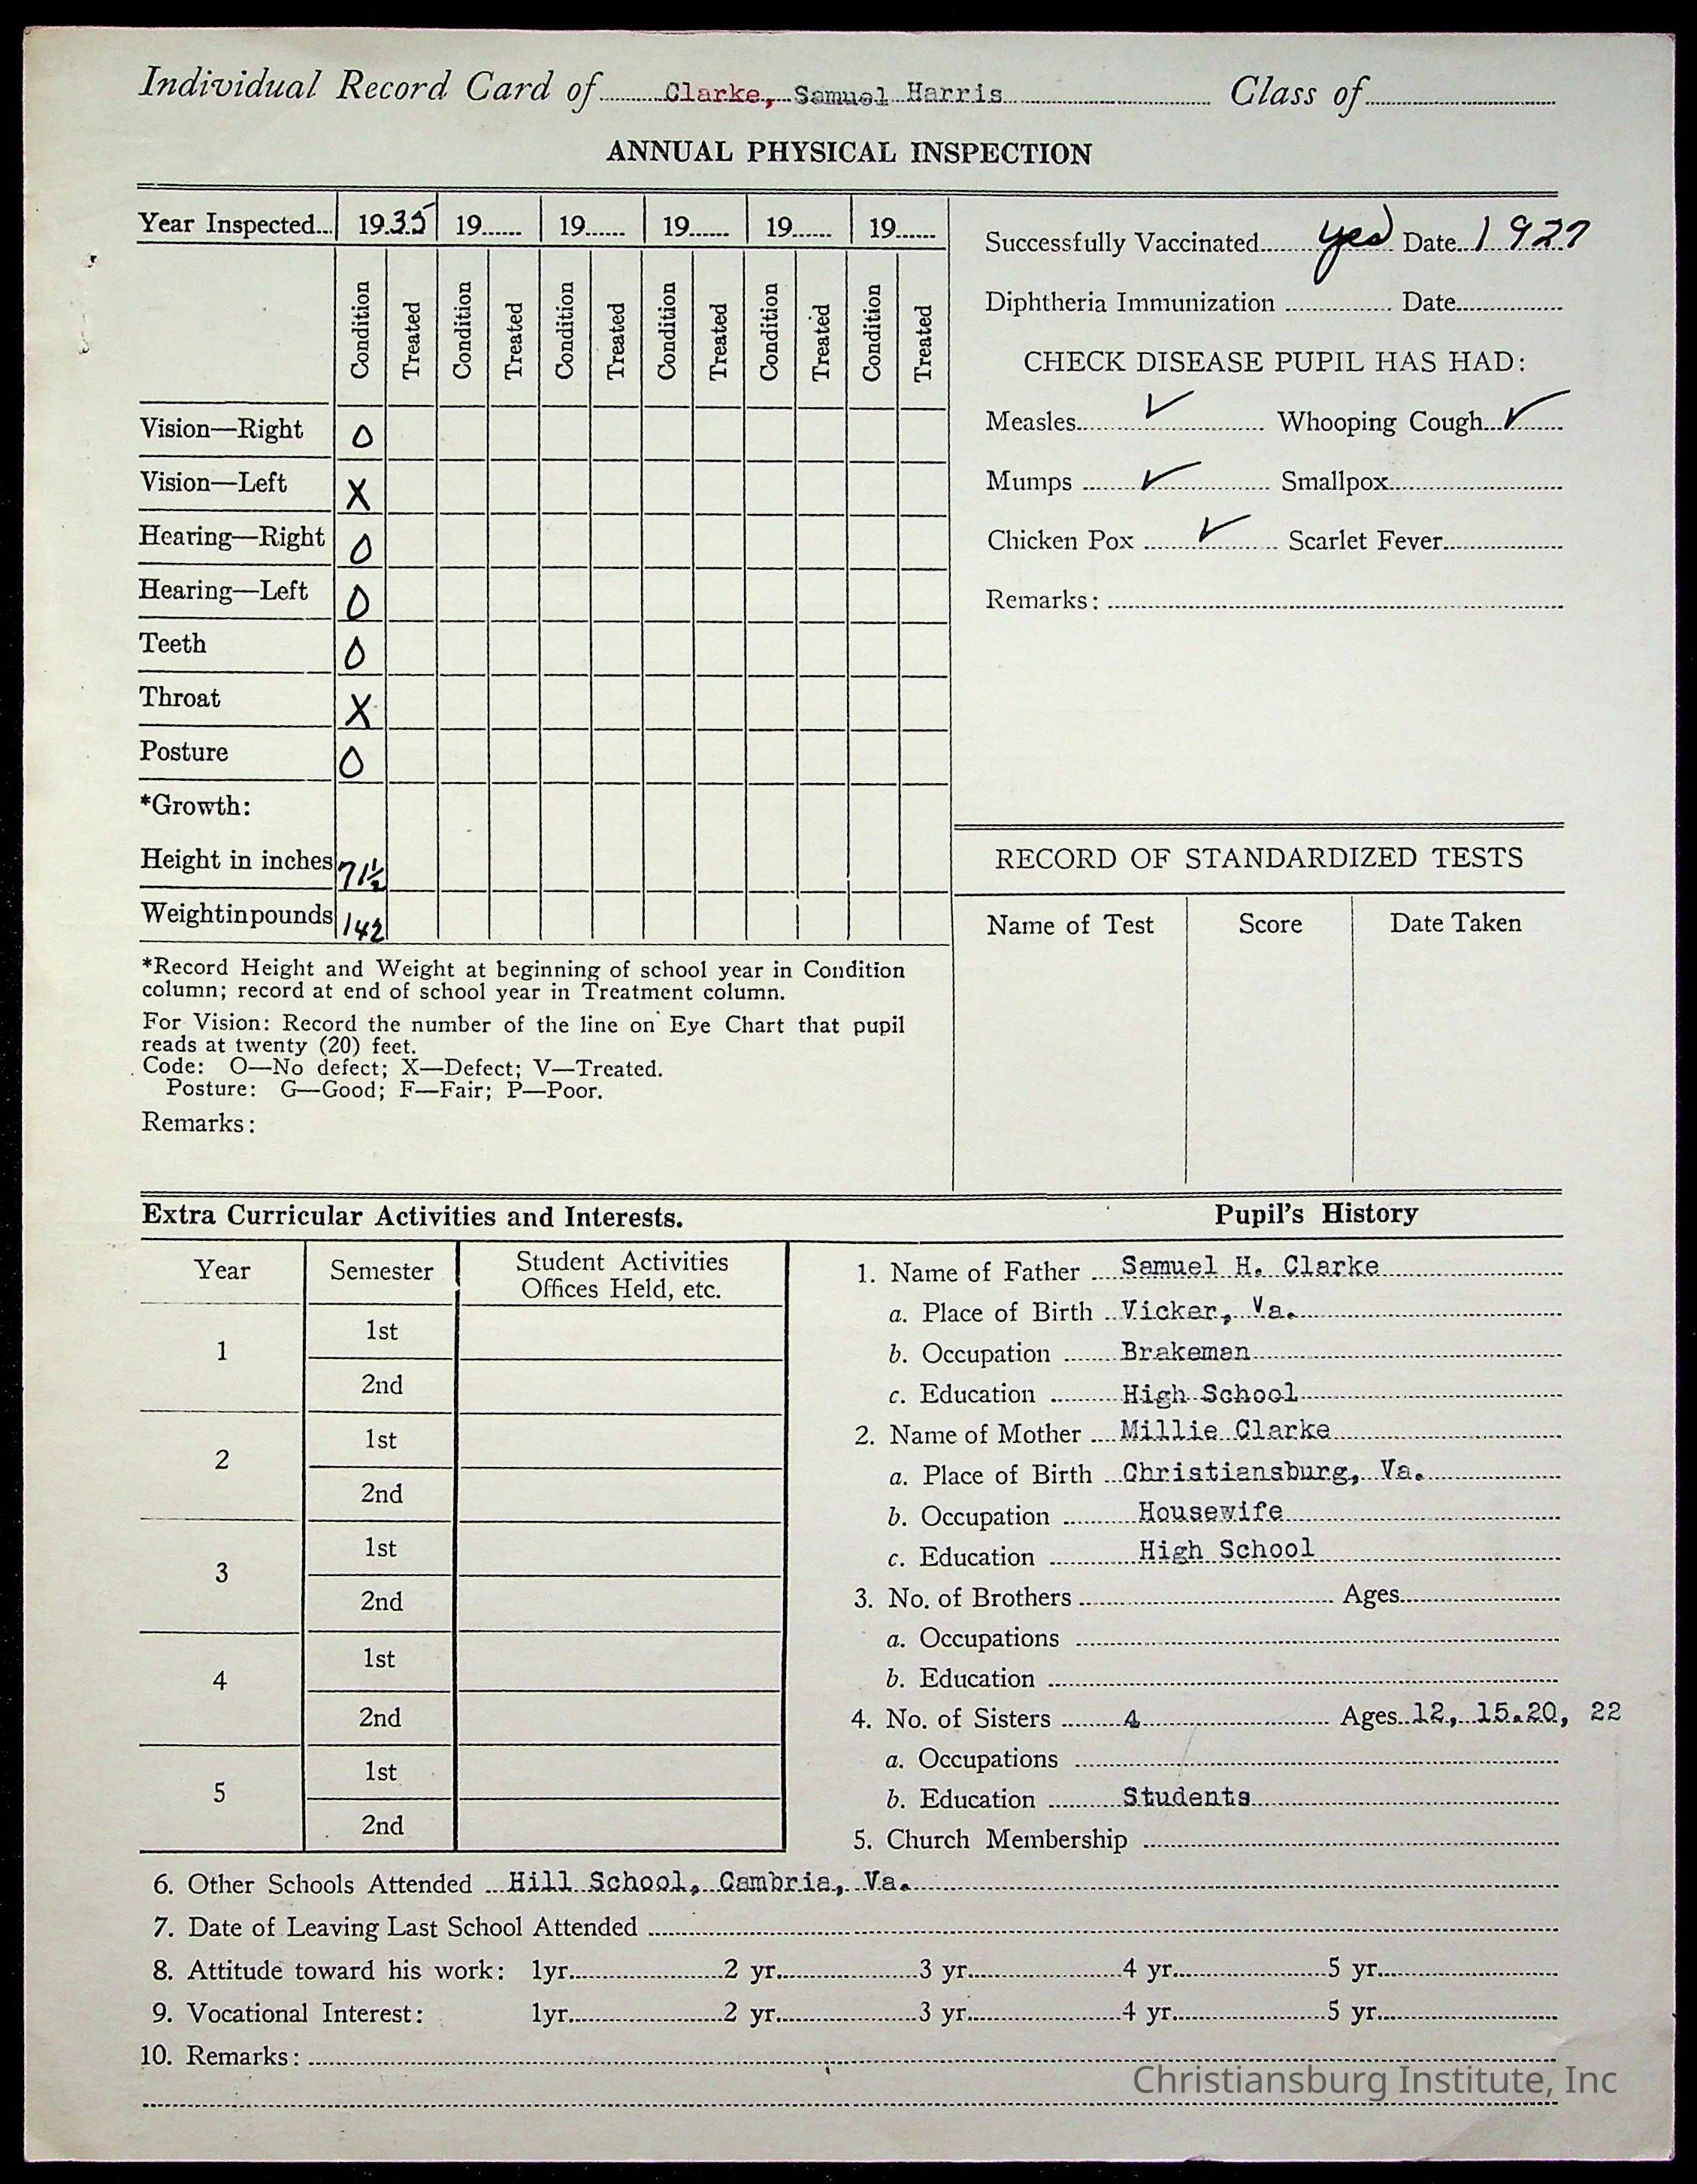 Individual Record Card of Clarke, Samuel Harris Class of
ANNUAL PHYSICAL INSPECTION
Year Inspected 1935 19 19 19 19 19
Condition Treated Condition Treated Condition Treated Condition Treated Condition Treated Condition Treated
Vision—Right O
Vision—Left X
Hearing—Right O
Hearing—Left O
Teeth O
Throat X
Posture O
*Growth:
Height in inches 71½
Weight in pounds 142
*Record Height and Weight at beginning of school year in Condition
column; record at end of school year in Treatment column.
For Vision: Record the number of the line on Eye Chart that pupil
reads at twenty (20) feet.
Code: O—No defect; X—Defect; V—Treated.
Posture: G—Good; F—Fair; P—Poor.
Remarks:
Successfully Vaccinated yes Date 1927
Diphtheria Immunization Date
CHECK DISEASE PUPIL HAS HAD:
Measles ✓ Whooping Cough ✓
Mumps ✓ Smallpox
Chicken Pox ✓ Scarlet Fever
Remarks:
RECORD OF STANDARDIZED TESTS
Name of Test Score Date Taken
Extra Curricular Activities and Interests.
Year Semester Student Activities
Offices Held, etc.
1 1st
2nd
2 1st
2nd
3 1st
2nd
4 1st
2nd
5 1st
2nd
Pupil's History
1. Name of Father Samuel H. Clarke
a. Place of Birth Vicker, Va.
b. Occupation Brakeman
c. Education High School
2. Name of Mother Millie Clarke
a. Place of Birth Christiansburg, Va.
b. Occupation Housewife
c. Education High School
3. No. of Brothers Ages
a. Occupations
b. Education
4. No. of Sisters 4 Ages 12, 15.20, 22
a. Occupations
b. Education Students
5. Church Membership
6. Other Schools Attended Hill School, Cambria, Va.
7. Date of Leaving Last School Attended
8. Attitude toward his work: 1yr. 2 yr. 3 yr. 4 yr. 5 yr.
9. Vocational Interest: 1yr. 2 yr. 3 yr. 4 yr. 5 yr.
10. Remarks:
Christiansburg Institute, Inc